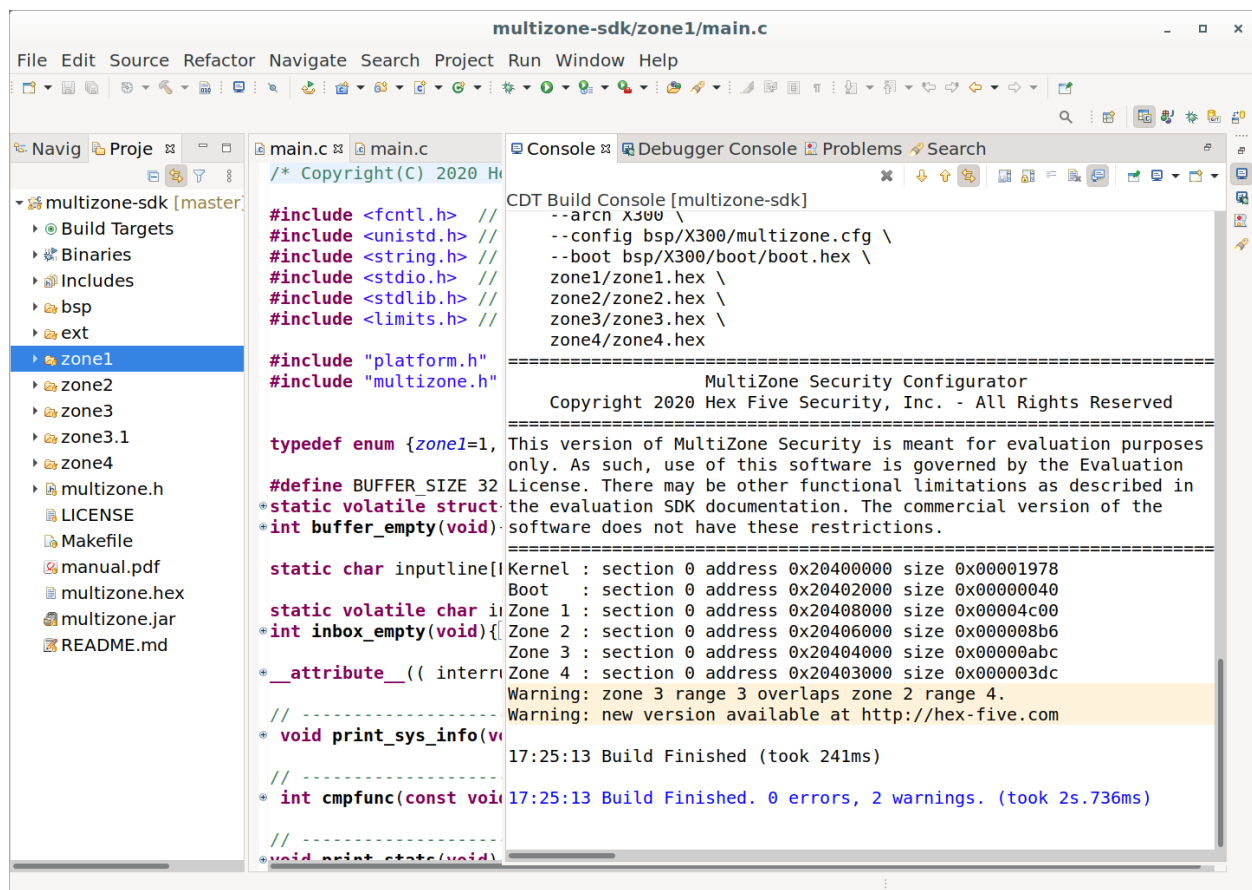 multizone-sdk/zone1/main.c
File Edit Source Refactor Navigate Search Project Run Window Help
Navig Proje
multizone-sdk [master]
Build Targets
Binaries
Includes
bsp
ext
zone1
zone2
zone3
zone3.1
zone4
multizone.h
LICENSE
Makefile
manual.pdf
multizone.hex
multizone.jar
README.md
main.c main.c
/* Copyright(C) 2020 He
#include <fcntl.h> //
#include <unistd.h> //
#include <string.h> //
#include <stdio.h> //
#include <stdlib.h> //
#include <limits.h> //
#include "platform.h"
#include "multizone.h"
typedef enum {zone1=1,
#define BUFFER_SIZE 32
static volatile struct
int buffer_empty(void)
static char inputline[
static volatile char in
int inbox_empty(void){
__attribute__(( interru
// -------------------
void print_sys_info(vo
// -------------------
int cmpfunc(const void
// -------------------
void print_stats(void)
Console Debugger Console Problems Search
CDT Build Console [multizone-sdk]
--arch X300 \
--config bsp/X300/multizone.cfg \
--boot bsp/X300/boot/boot.hex \
zone1/zone1.hex \
zone2/zone2.hex \
zone3/zone3.hex \
zone4/zone4.hex
====================================================================
MultiZone Security Configurator
Copyright 2020 Hex Five Security, Inc. - All Rights Reserved
====================================================================
This version of MultiZone Security is meant for evaluation purposes
only. As such, use of this software is governed by the Evaluation
License. There may be other functional limitations as described in
the evaluation SDK documentation. The commercial version of the
software does not have these restrictions.
====================================================================
Kernel : section 0 address 0x20400000 size 0x00001978
Boot : section 0 address 0x20402000 size 0x00000040
Zone 1 : section 0 address 0x20408000 size 0x00004c00
Zone 2 : section 0 address 0x20406000 size 0x000008b6
Zone 3 : section 0 address 0x20404000 size 0x00000abc
Zone 4 : section 0 address 0x20403000 size 0x000003dc
Warning: zone 3 range 3 overlaps zone 2 range 4.
Warning: new version available at http://hex-five.com
17:25:13 Build Finished (took 241ms)
17:25:13 Build Finished. 0 errors, 2 warnings. (took 2s.736ms)